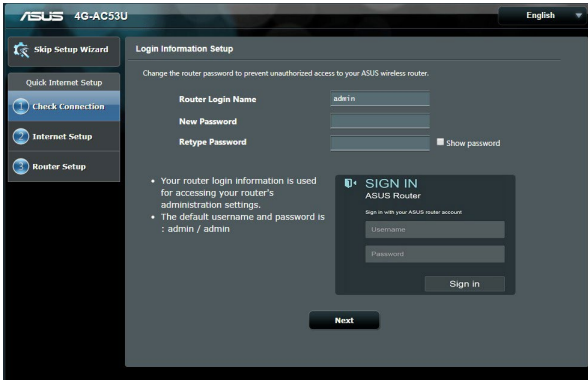 ASUS 4G-AC53U
English
Skip Setup Wizard
Quick Internet Setup
1 Check Connection
2 Internet Setup
3 Router Setup
Login Information Setup
Change the router password to prevent unauthorized access to your ASUS wireless router.
Router Login Name admin
New Password
Retype Password Show password
• Your router login information is used
for accessing your router's
administration settings.
• The default username and password is
: admin / admin
SIGN IN
ASUS Router
Sign in with your ASUS router account
Username
Password
Sign in
Next